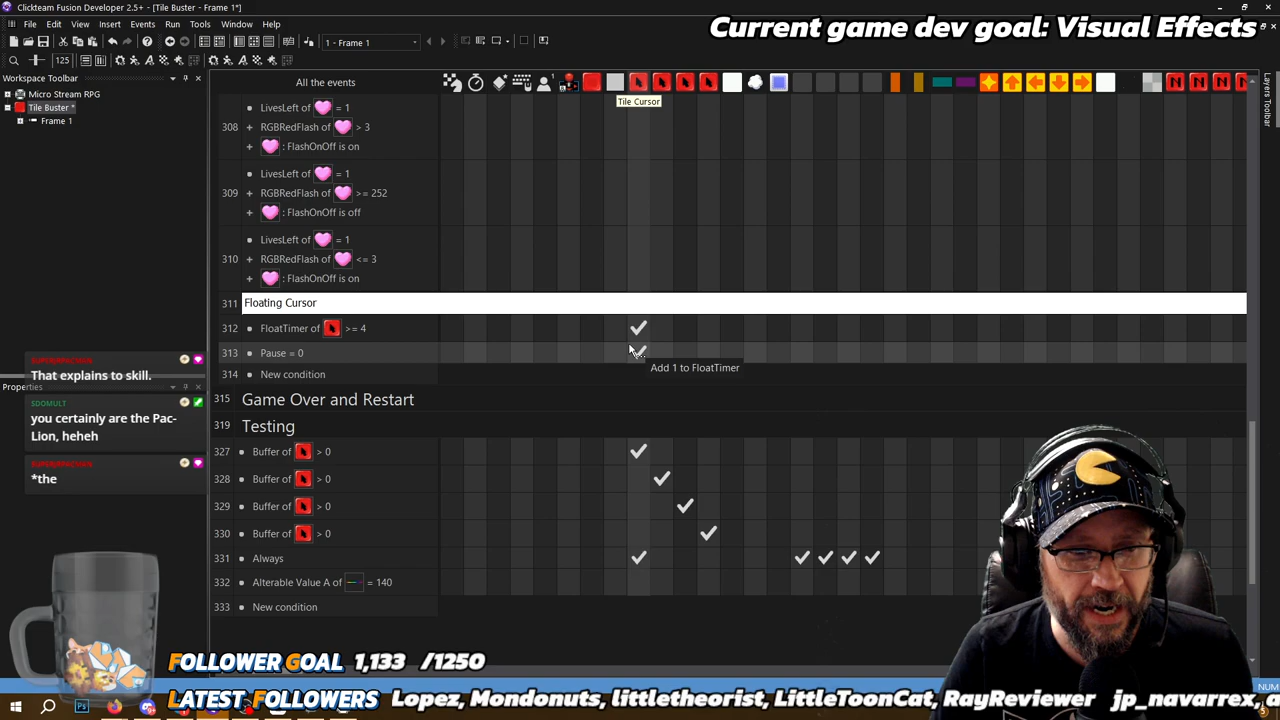 Clickteam Fusion Developer 2.5+ - [Tile Buster - Frame 1*]
Current game dev goal: Visual Effects
File Edit View Insert Events Run Tools Window Help
1 - Frame 1
123
Workspace Toolbar
Micro Stream RPG
Tile Buster *
Frame 1
All the events
Tile Cursor
Layers Toolbar
LivesLeft of = 1
308 + RGBRedFlash of > 3
+ : FlashOnOff is on
LivesLeft of = 1
309 + RGBRedFlash of >= 252
+ : FlashOnOff is off
LivesLeft of = 1
310 + RGBRedFlash of <= 3
+ : FlashOnOff is on
311 Floating Cursor
312 FloatTimer of >= 4
313 Pause = 0
Add 1 to FloatTimer
314 New condition
315 Game Over and Restart
319 Testing
327 Buffer of > 0
328 Buffer of > 0
329 Buffer of > 0
330 Buffer of > 0
331 Always
332 Alterable Value A of = 140
333 New condition
That explains to skill.
Properties
SDOMULT
you certainly are the Pac-
Lion, heheh
*the
FOLLOWER GOAL 1,133 /1250
LATEST FOLLOWERS Lopez, Mondonuts, littletheorist, LittleToonCat, RayReviewer jp_navarrex,
NUM